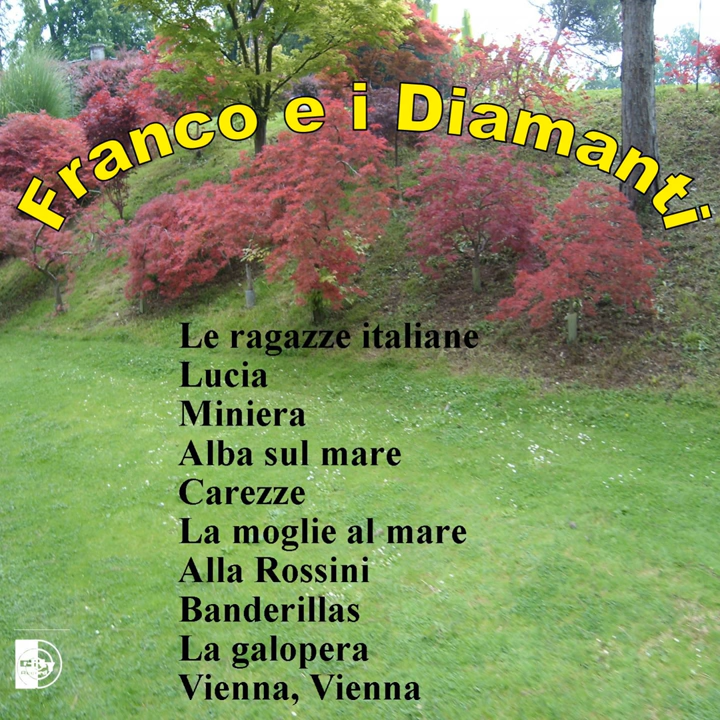 Franco e i Diamanti
Le ragazze italiane
Lucia
Miniera
Alba sul mare
Carezze
La moglie al mare
Alla Rossini
Banderillas
La galopera
Vienna, Vienna